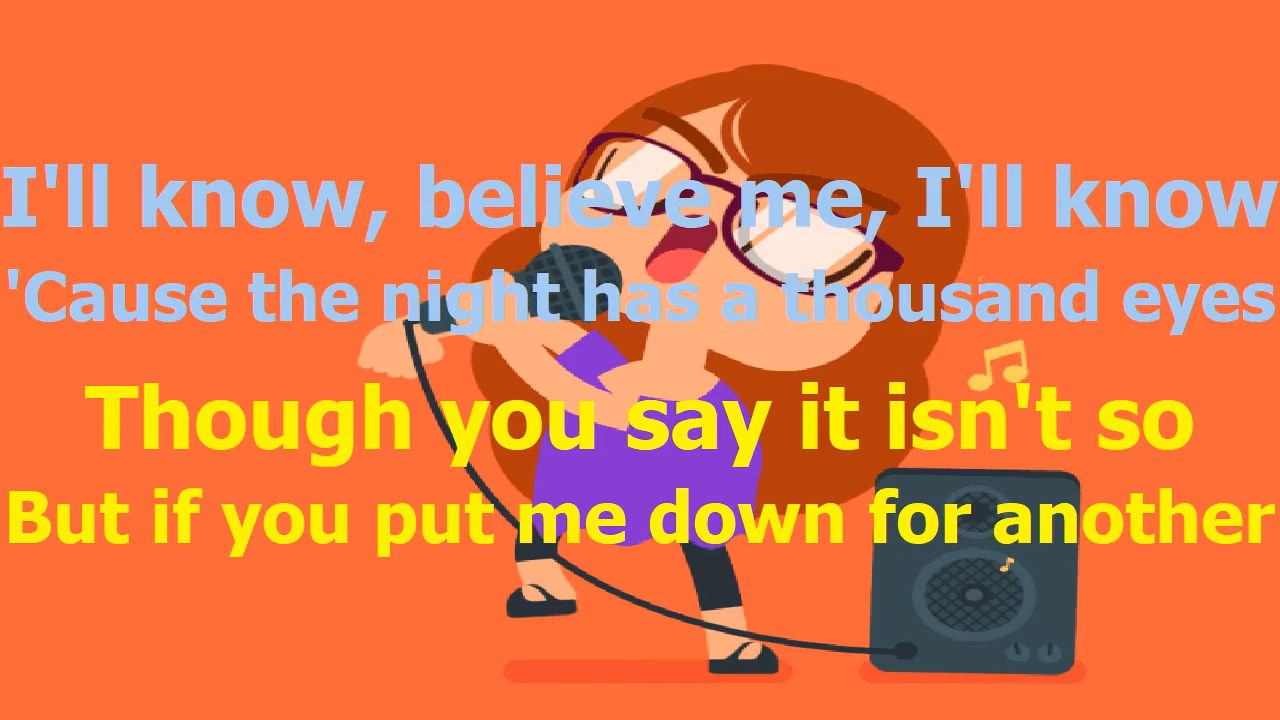 I'll know, believe me, I'll know
'Cause the night has a thousand eyes
Though you say it isn't so
But if you put me down for another